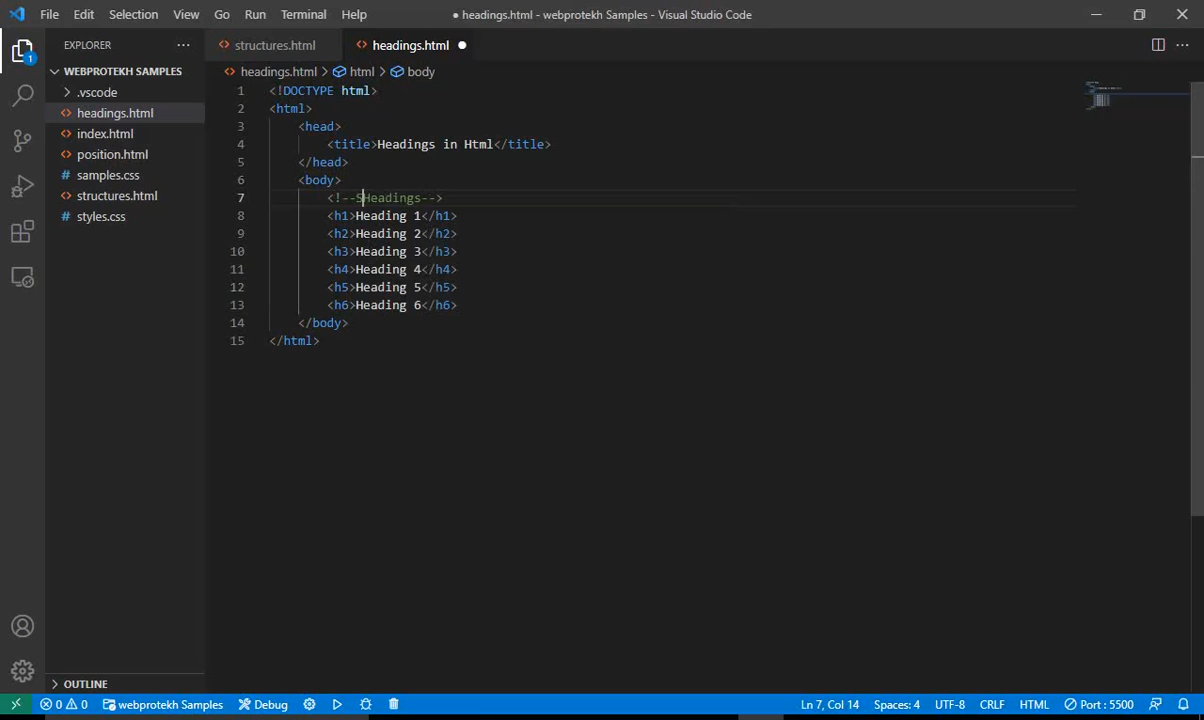 File Edit Selection View Go Run Terminal Help ● headings.html - webprotekh Samples - Visual Studio Code
EXPLORER ... structures.html headings.html
WEBPROTEKH SAMPLES headings.html > html > body
.vscode
headings.html
index.html
position.html
samples.css
structures.html
styles.css
1 <!DOCTYPE html>
2 <html>
3 <head>
4 <title>Headings in Html</title>
5 </head>
6 <body>
7 <!--SHeadings-->
8 <h1>Heading 1</h1>
9 <h2>Heading 2</h2>
10 <h3>Heading 3</h3>
11 <h4>Heading 4</h4>
12 <h5>Heading 5</h5>
13 <h6>Heading 6</h6>
14 </body>
15 </html>
1
OUTLINE
0 0 webprotekh Samples Debug Ln 7, Col 14 Spaces: 4 UTF-8 CRLF HTML Port : 5500